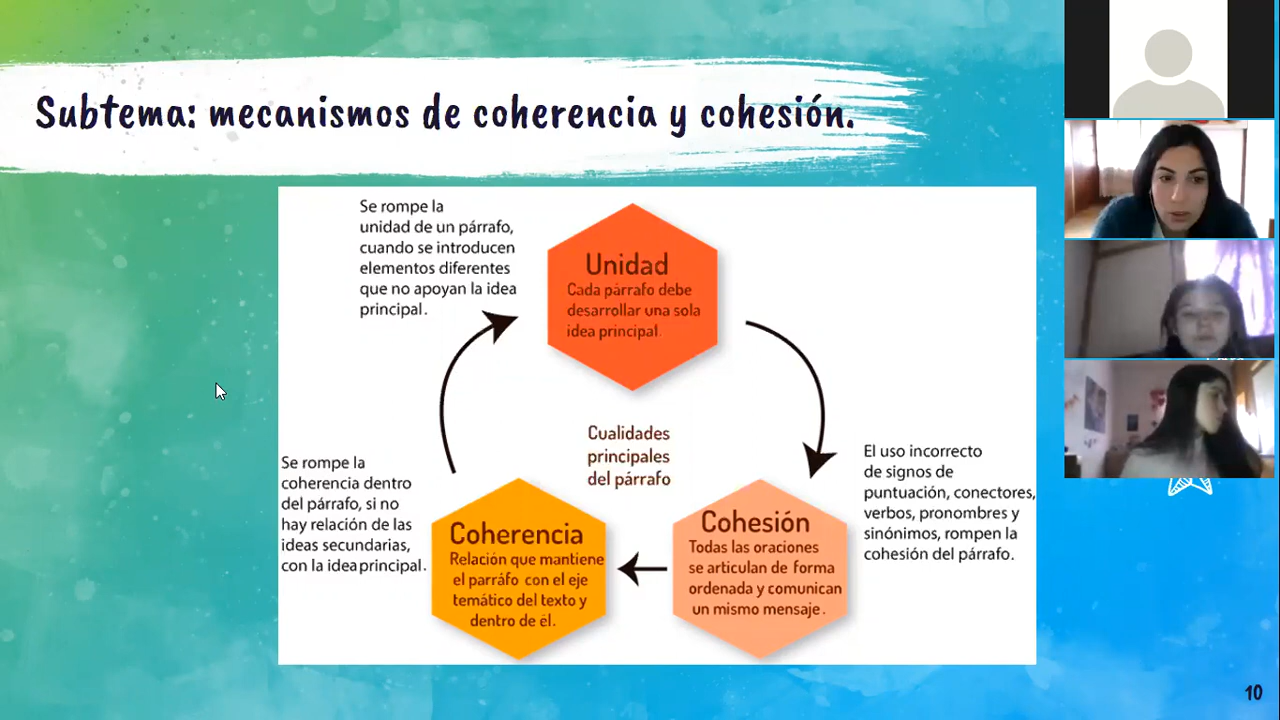 Subtema: mecanismos de coherencia y cohesión.
Se rompe la
unidad de un párrafo,
cuando se introducen
elementos diferentes
que no apoyan la idea
principal.
Unidad
Cada párrafo debe
desarrollar una sola
idea principal.
Cualidades
principales
del párrafo
El uso incorrecto
de signos de
puntuación, conectores,
verbos, pronombres y
sinónimos, rompen la
cohesión del párrafo.
Cohesión
Todas las oraciones
se articulan de forma
ordenada y comunican
un mismo mensaje.
Coherencia
Relación que mantiene
el parráfo con el eje
temático del texto y
dentro de él.
Se rompe la
coherencia dentro
del párrafo, si no
hay relación de las
ideas secundarias,
con la idea principal.
10